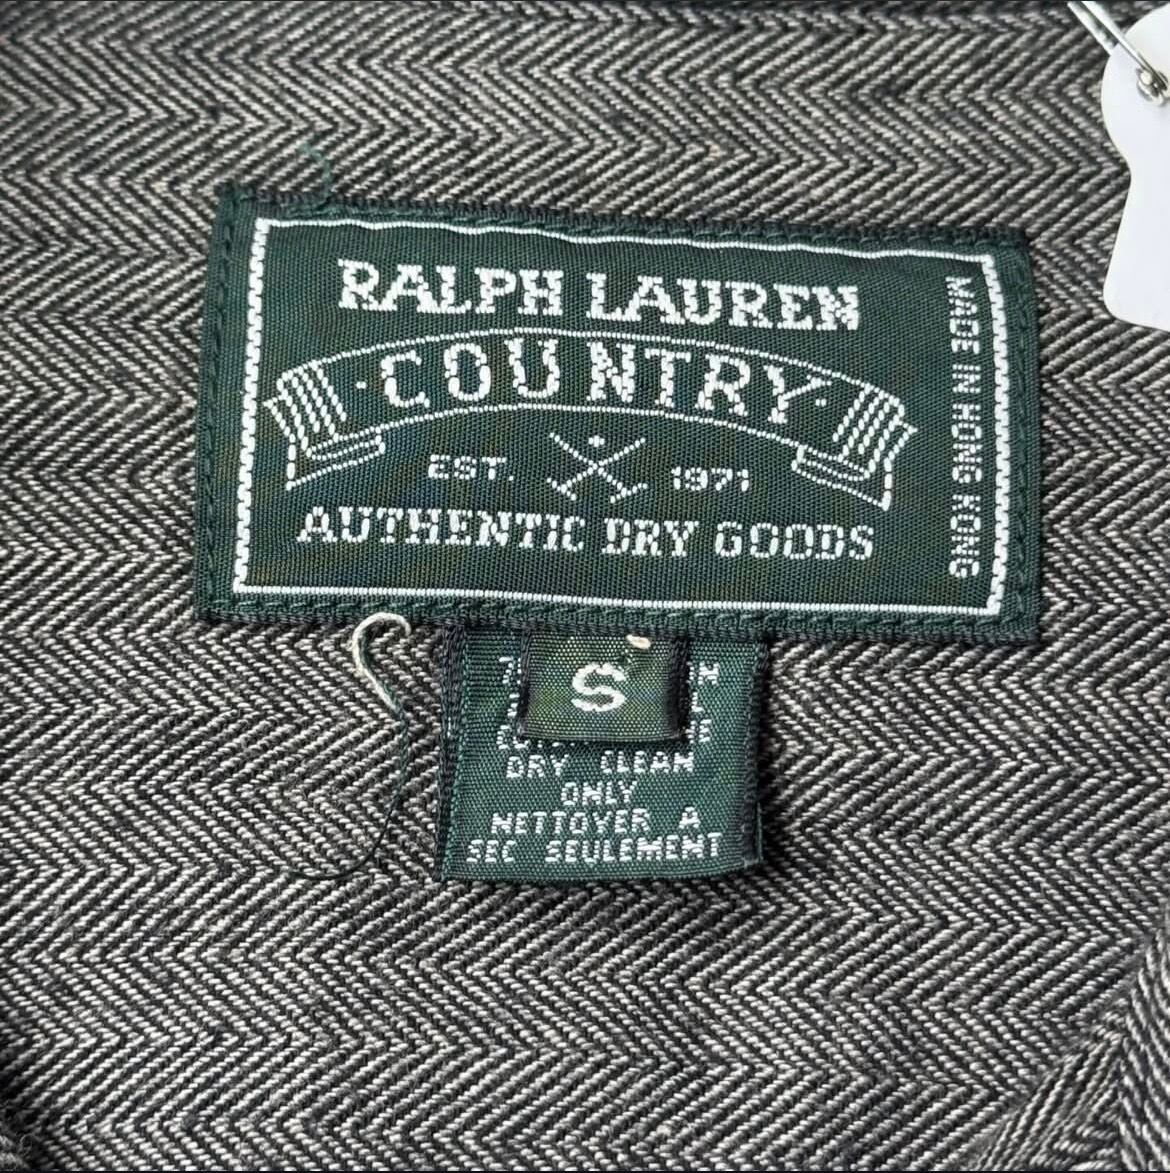 RALPH LAUREN
·COUNTRY·
EST. 1971
AUTHENTIC DRY GOODS
MADE IN HONG KONG
S
DRY CLEAN
ONLY
NETTOYER A
SEC SEULEMENT